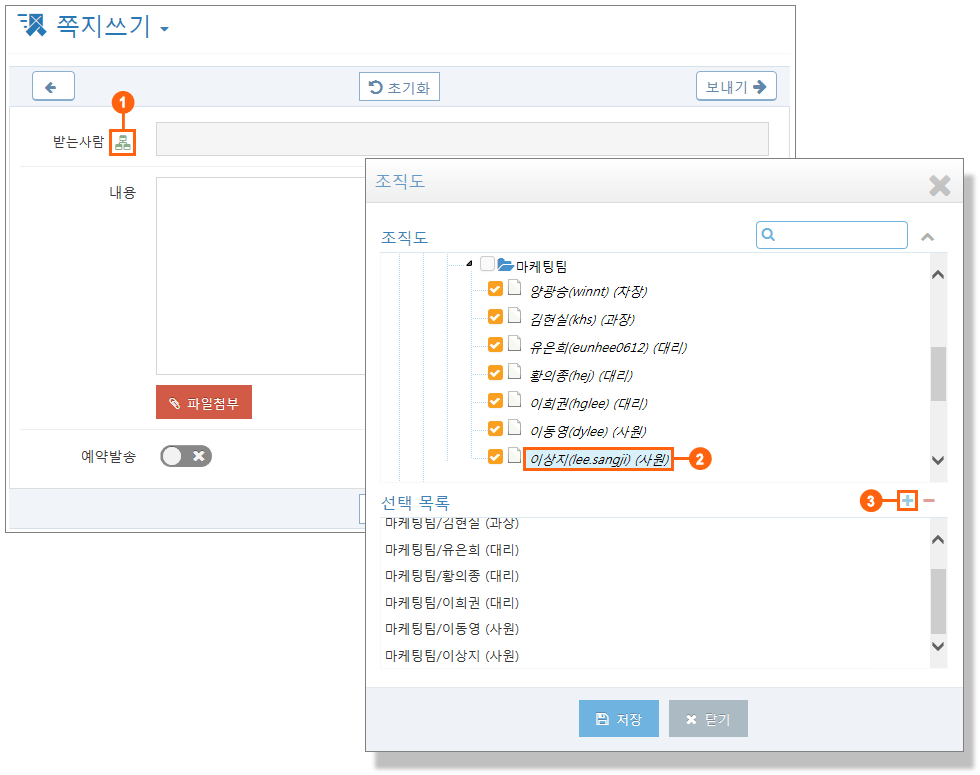 쪽지쓰기
초기화
보내기
1
받는사람
내용
파일첨부
예약발송
조직도
조직도
마케팅팀
양광승(winnt) (차장)
김현실(khs) (과장)
유은희(eunhee0612) (대리)
황의종(hej) (대리)
이희권(hglee) (대리)
이동영(dylee) (사원)
이상지(lee.sangji) (사원) 2
선택 목록 3
마케팅팀/김현실 (과장)
마케팅팀/유은희 (대리)
마케팅팀/황의종 (대리)
마케팅팀/이희권 (대리)
마케팅팀/이동영 (사원)
마케팅팀/이상지 (사원)
저장 닫기